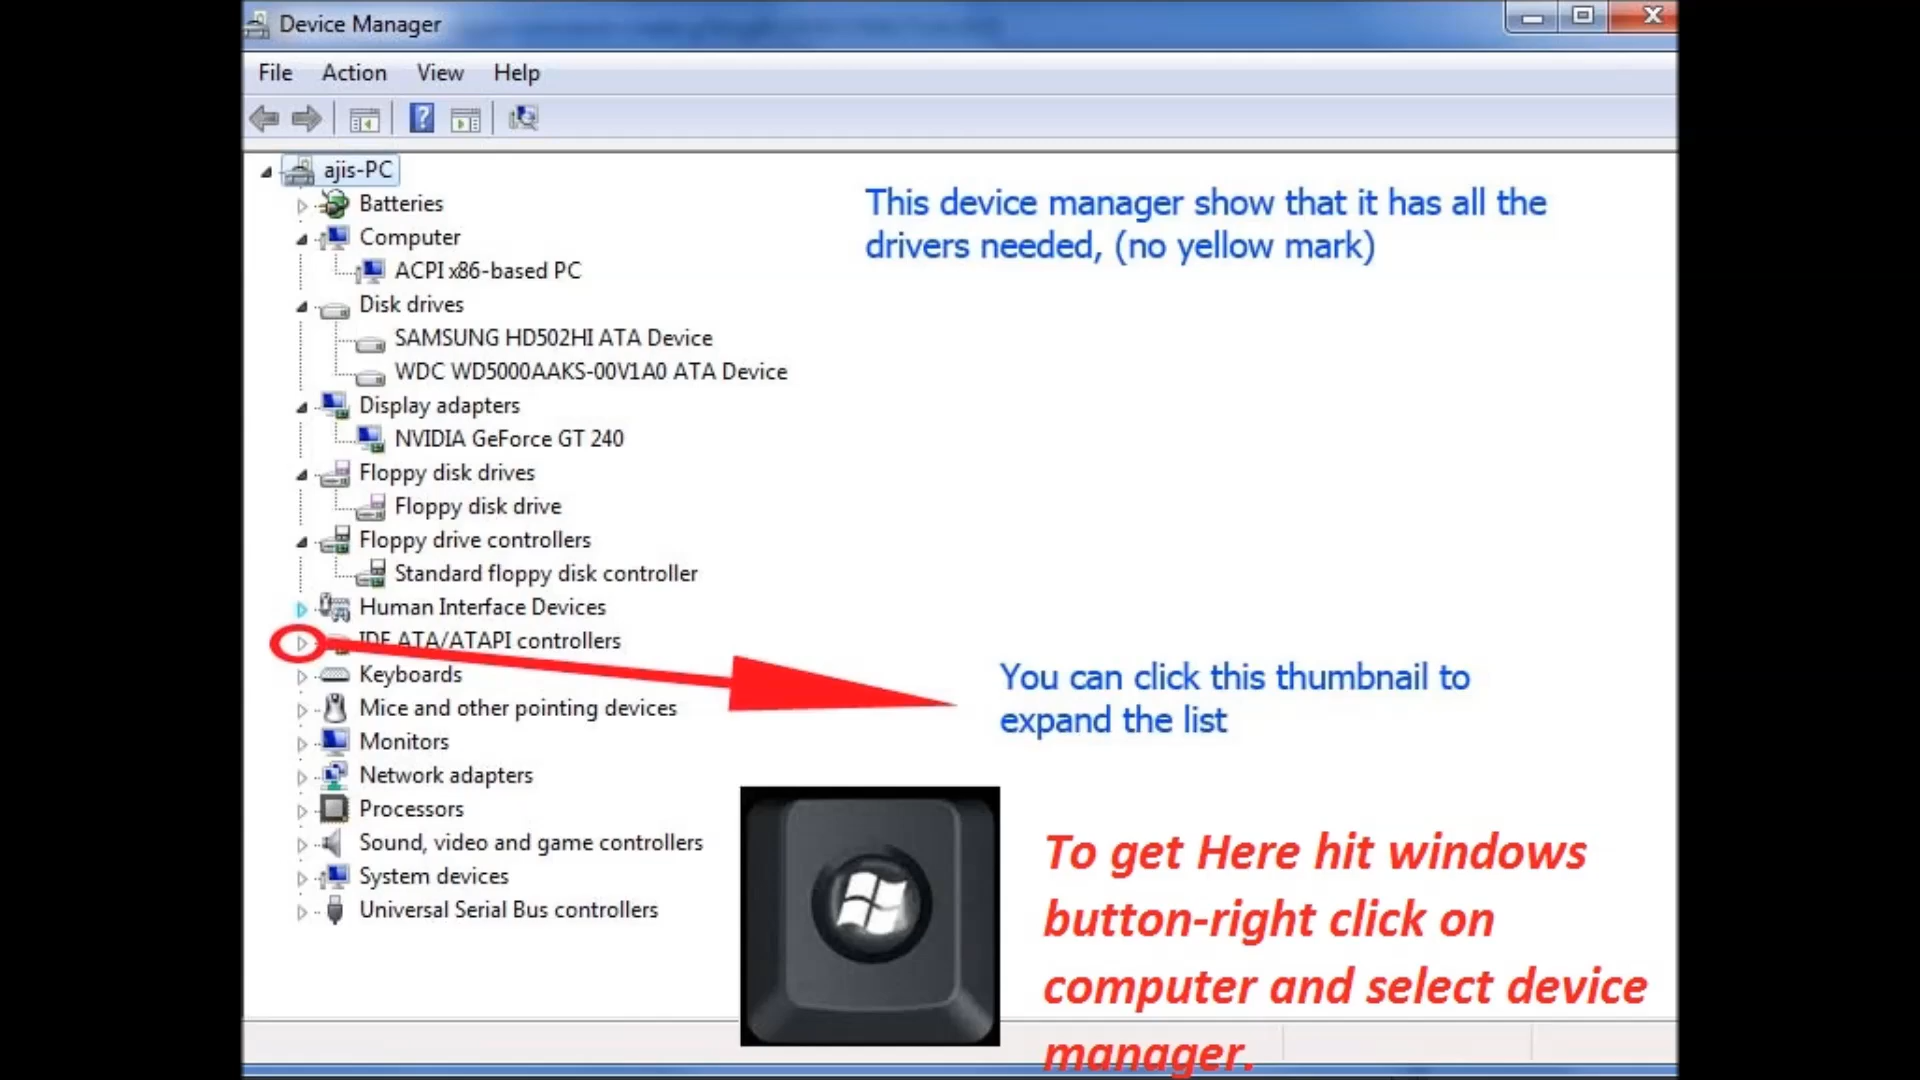 Device Manager
File Action View Help
ajis-PC
Batteries
Computer
ACPI x86-based PC
Disk drives
SAMSUNG HD502HI ATA Device
WDC WD5000AAKS-00V1A0 ATA Device
Display adapters
NVIDIA GeForce GT 240
Floppy disk drives
Floppy disk drive
Floppy drive controllers
Standard floppy disk controller
Human Interface Devices
IDE ATA/ATAPI controllers
Keyboards
Mice and other pointing devices
Monitors
Network adapters
Processors
Sound, video and game controllers
System devices
Universal Serial Bus controllers
This device manager show that it has all the
drivers needed, (no yellow mark)
You can click this thumbnail to
expand the list
To get Here hit windows
button-right click on
computer and select device
manager.